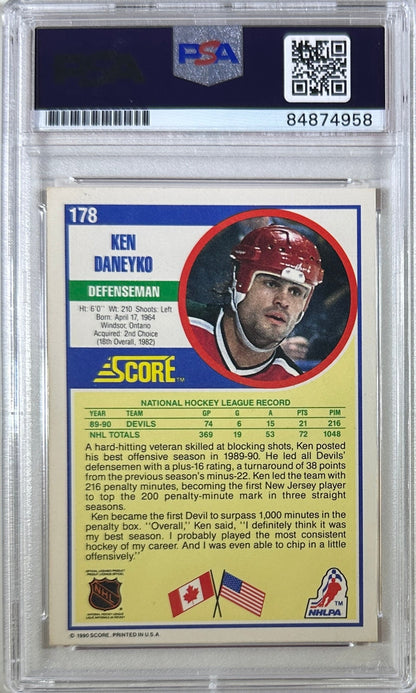 PSA
PSA
84874958
178
KEN
DANEYKO
DEFENSEMAN
Ht: 6'0" Wt: 210 Shoots: Left
Born: April 17, 1964
Windsor, Ontario
Acquired: 2nd Choice
(18th Overall, 1982)
SCORE™
NATIONAL HOCKEY LEAGUE RECORD
YEAR TEAM GP G A PTS PIM
89-90 DEVILS 74 6 15 21 216
NHL TOTALS 369 19 53 72 1048
A hard-hitting veteran skilled at blocking shots, Ken posted
his best offensive season in 1989-90. He led all Devils'
defensemen with a plus-16 rating, a turnaround of 38 points
from the previous season's minus-22. Ken led the team with
216 penalty minutes, becoming the first New Jersey player
to top the 200 penalty-minute mark in three straight
seasons.
Ken became the first Devil to surpass 1,000 minutes in the
penalty box. "Overall," Ken said, "I definitely think it was
my best season. I probably played the most consistent
hockey of my career. And I was even able to chip in a little
offensively."
NHL
NHLPA
TM
© 1990 SCORE. PRINTED IN U.S.A.